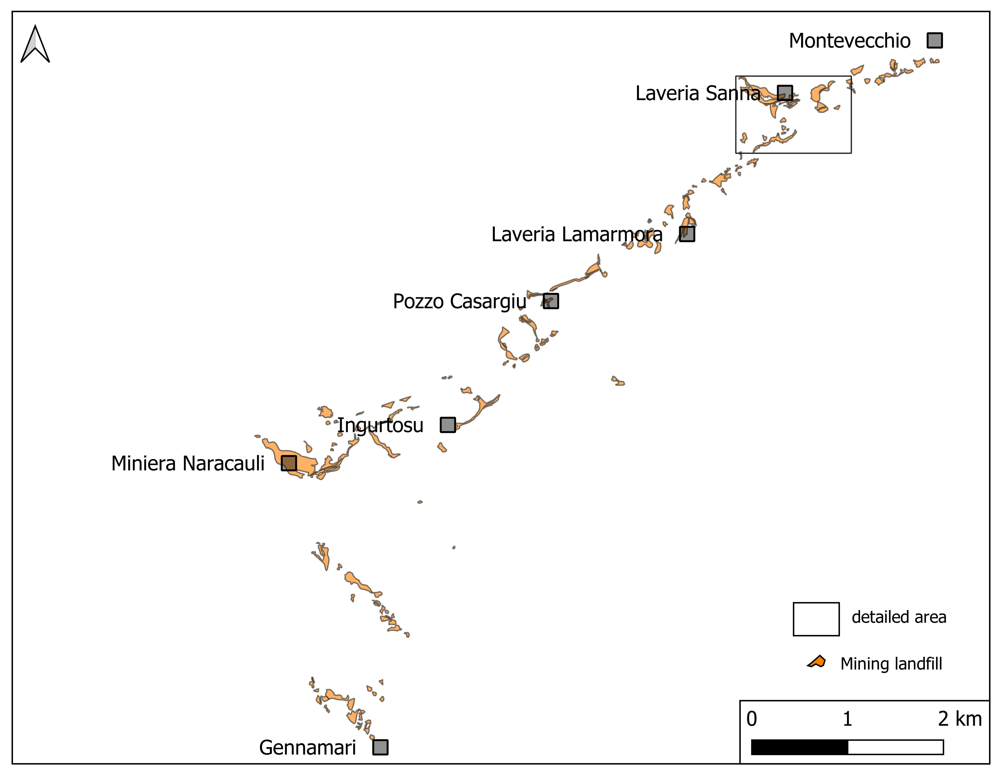 Montevecchio
Laveria Sanna
Laveria Lamarmora
Pozzo Casargiu
Ingurtosu
Miniera Naracauli
Gennamari
detailed area
Mining landfill
0 1 2 km